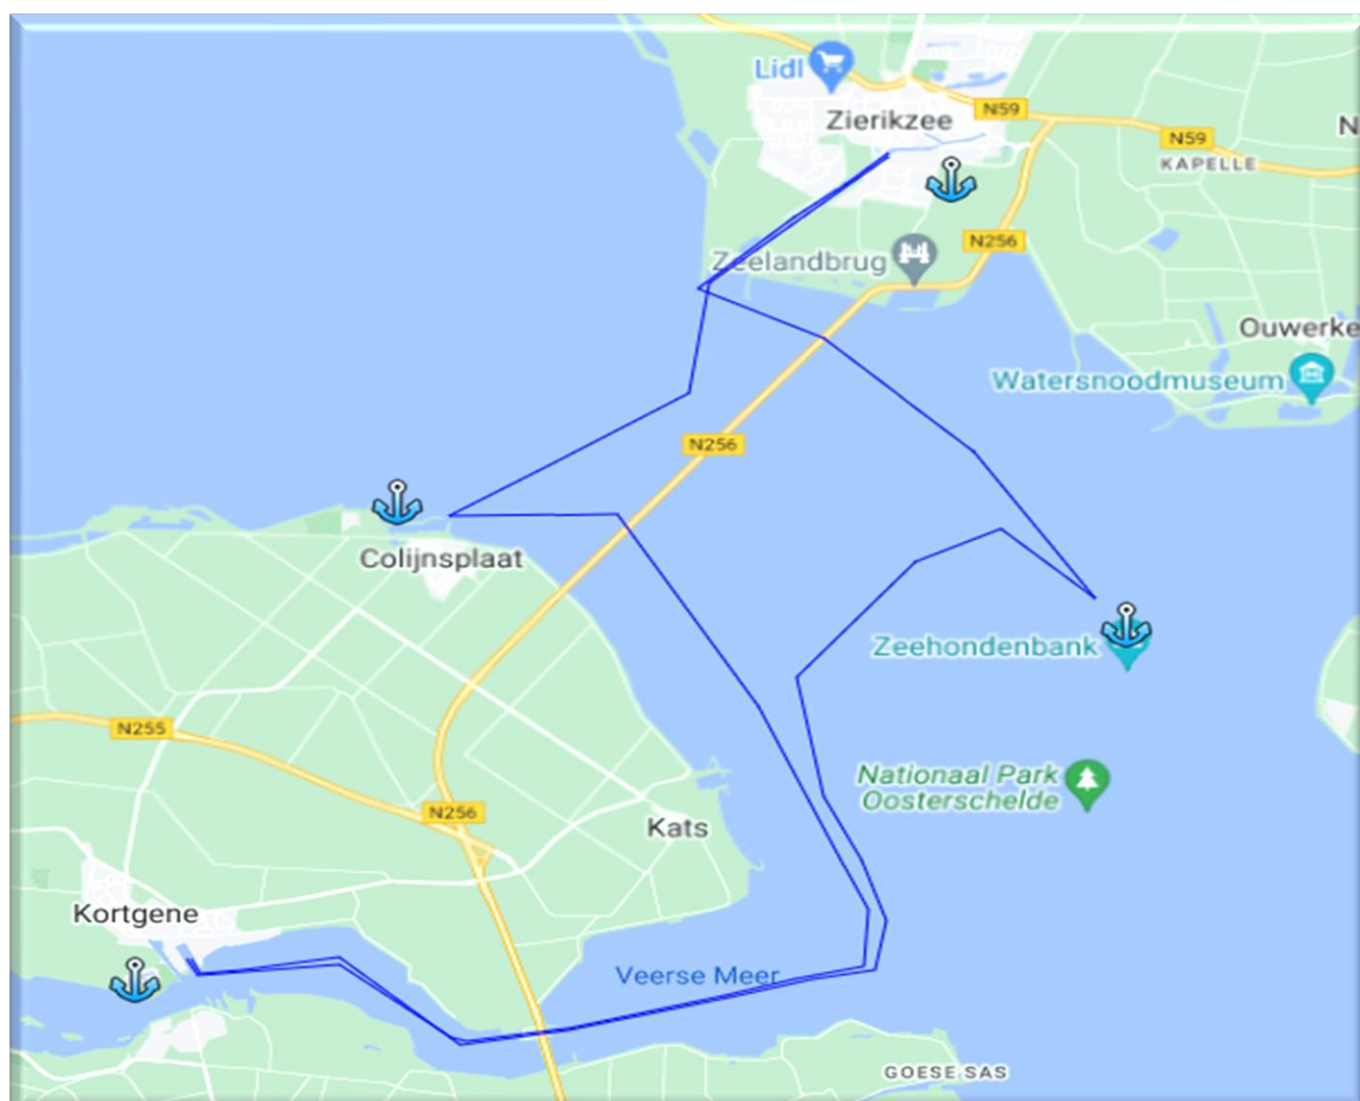 Lidl
Zierikzee
N59
N59
N
KAPELLE
N256
Zeelandbrug
Ouwerke
Watersnoodmuseum
N256
Colijnsplaat
Zeehondenbank
N255
Nationaal Park
Oosterschelde
N256
Kats
Kortgene
Veerse Meer
GOESE SAS